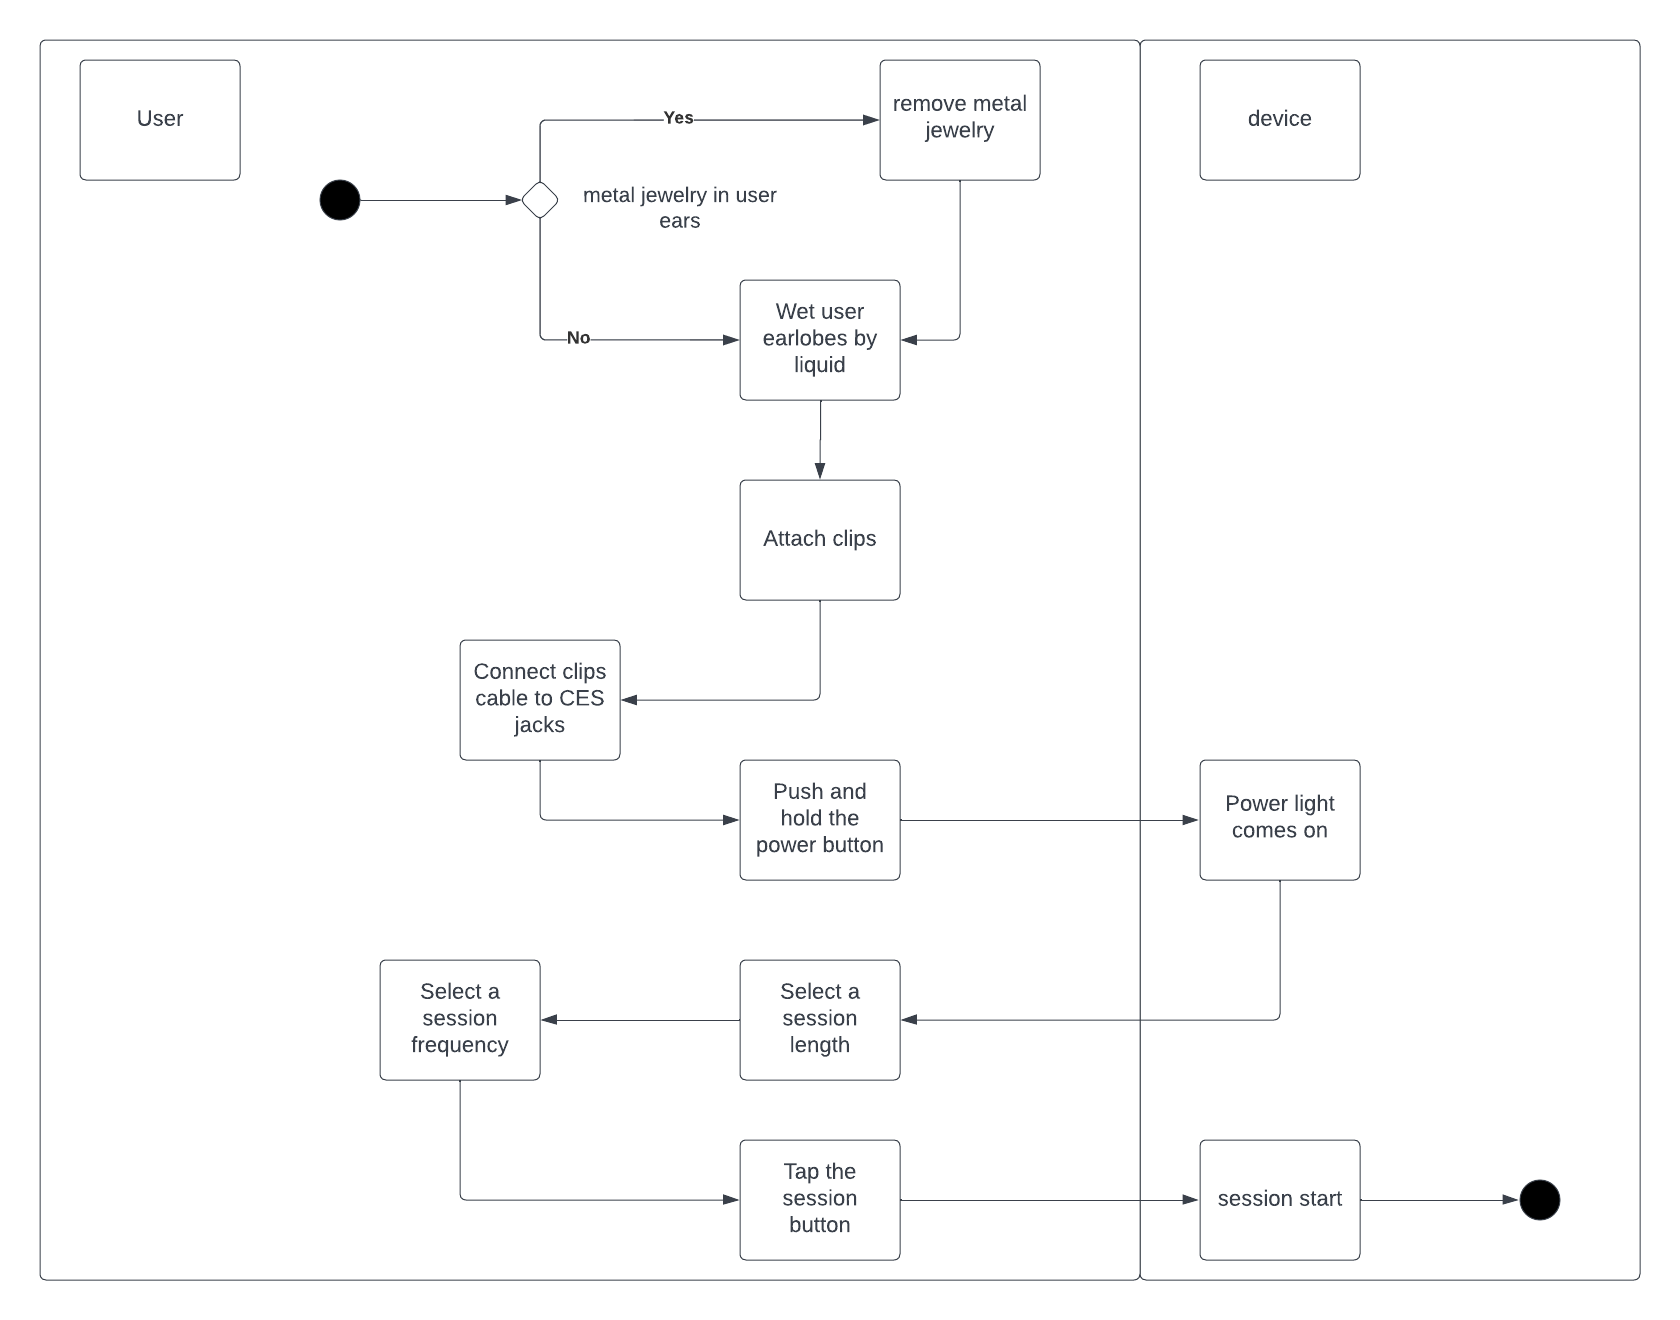 User
Yes
remove metal
jewelry
device
metal jewelry in user
ears
Wet user
earlobes by
liquid
No
Attach clips
Connect clips
cable to CES
jacks
Push and
hold the
power button
Power light
comes on
Select a
session
frequency
Select a
session
length
Tap the
session
button
session start